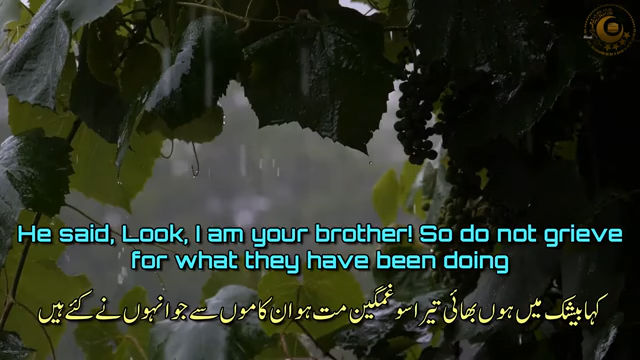 He said, Look, I am your brother! So do not grieve
for what they have been doing
کہا بیشک میں ہوں بھائی تیرا سو غمگین مت ہو ان کاموں سے جو انہوں نے کئے ہیں